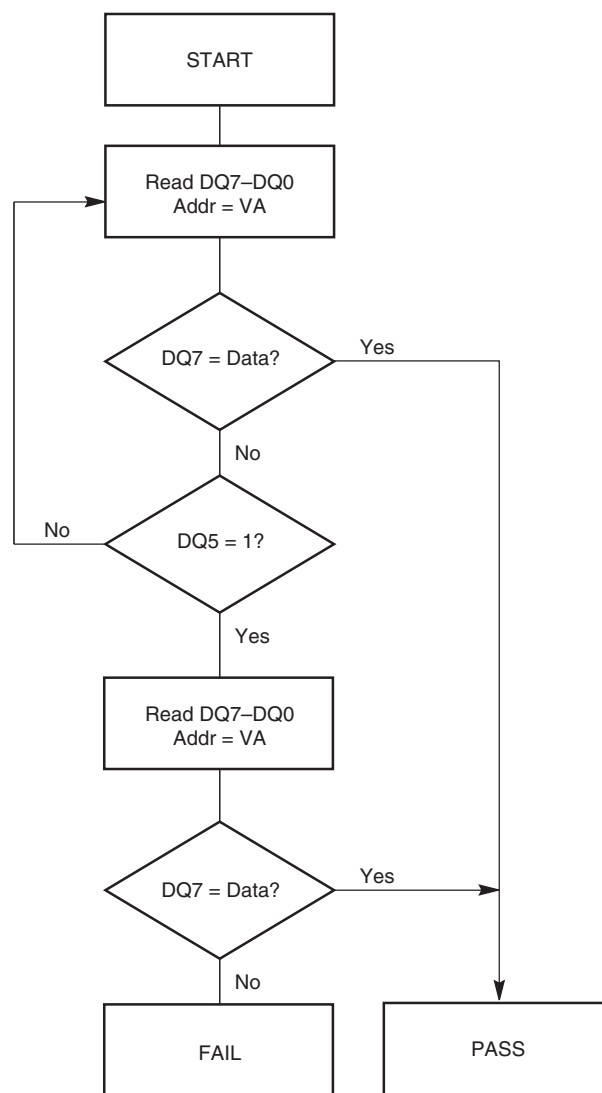 START
Read DQ7–DQ0
Addr = VA
DQ7 = Data?
Yes
No
No
DQ5 = 1?
Yes
Read DQ7–DQ0
Addr = VA
DQ7 = Data?
Yes
No
FAIL
PASS